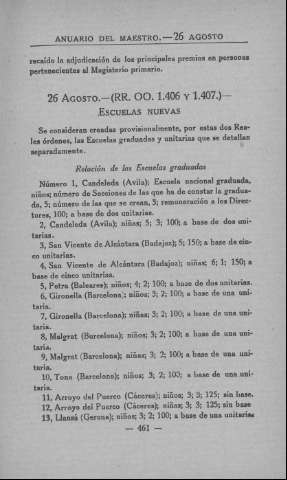 ANUARIO DEL MAESTRO.—26 AGOSTO
recaído la adjudicación de los principales premios en personas
pertenecientes al Magisterio primario.
26 AGOSTO.—(RR. OO. 1.406 Y 1.407.)—
ESCUELAS NUEVAS
Se consideran creadas provisionalmente, por estas dos Rea-
les órdenes, las Escuelas graduadas y unitarias que se detallan
separadamente.
Relación de las Escuelas graduadas
Número 1, Candeleda (Avila); Escuela nacional graduada,
niños; número de Secciones de las que ha de constar la gradua-
da, 5; número de las que se crean, 3; remuneración a los Direc-
tores, 100; a base de dos unitarias.
2, Candeleda (Avila); niños; 5; 3; 100; a base de dos uni-
tarias.
3, San Vicente de Alcántara (Badajoz); 5; 150; a base de cin-
co unitarias.
4, San Vicente de Alcántara (Badajoz); niñas; 6; 1; 150; a
base de cinco unitarias.
5, Petra (Baleares); niños; 4; 2; 100; a base de dos unitarias.
6, Gironella (Barcelona); niños; 3; 2; 100; a base de una uni-
taria.
7, Gironella (Barcelona); niñas; 3; 2; 100; a base de una uni-
taria.
8, Malgrat (Barcelona); niños; 3; 2; 100; a base de una uni-
taria.
9, Malgrat (Barcelona); niñas; 3; 2; 100; a base de una uni-
taria.
10, Tona (Barcelona); niños; 3; 2; 100; a base de una uni-
taria.
11, Arroyo del Puerco (Cáceres); niños; 3; 3; 125; sin base.
12, Arroyo del Puerco (Cáceres); niñas; 3; 3; 125; sin base
13, Llansá (Gerona); niños; 3; 2; 100; a base de una unitarias
— 461 —